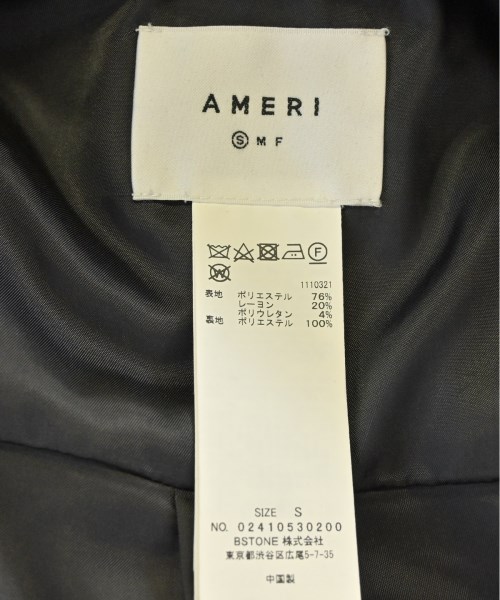 AMERI
S M F
1110321
表地 ポリエステル 76%
レーヨン 20%
ポリウレタン 4%
裏地 ポリエステル 100%
SIZE S
NO. 02410530200
BSTONE 株式会社
東京都渋谷区広尾5-7-35
中国製